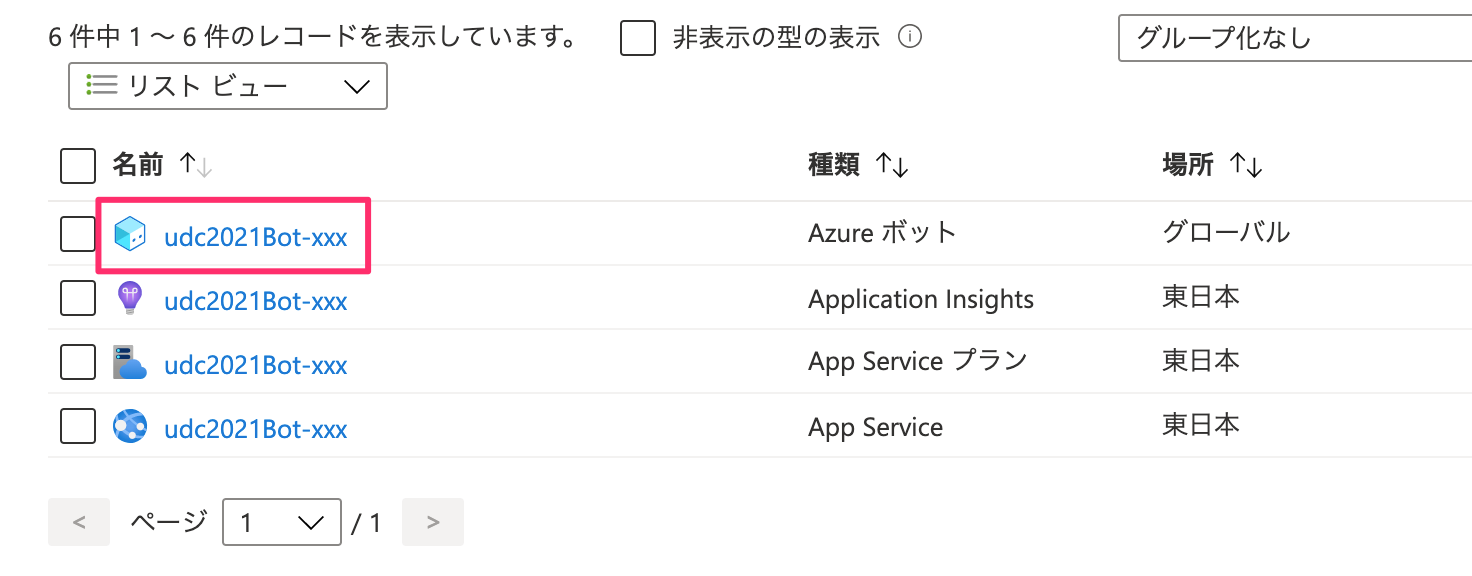 6 件中 1 ～ 6 件のレコードを表示しています。 非表示の型の表示 グループ化なし
リスト ビュー
名前 種類 場所
udc2021Bot-xxx Azure ボット グローバル
udc2021Bot-xxx Application Insights 東日本
udc2021Bot-xxx App Service プラン 東日本
udc2021Bot-xxx App Service 東日本
< ページ 1 / 1 >